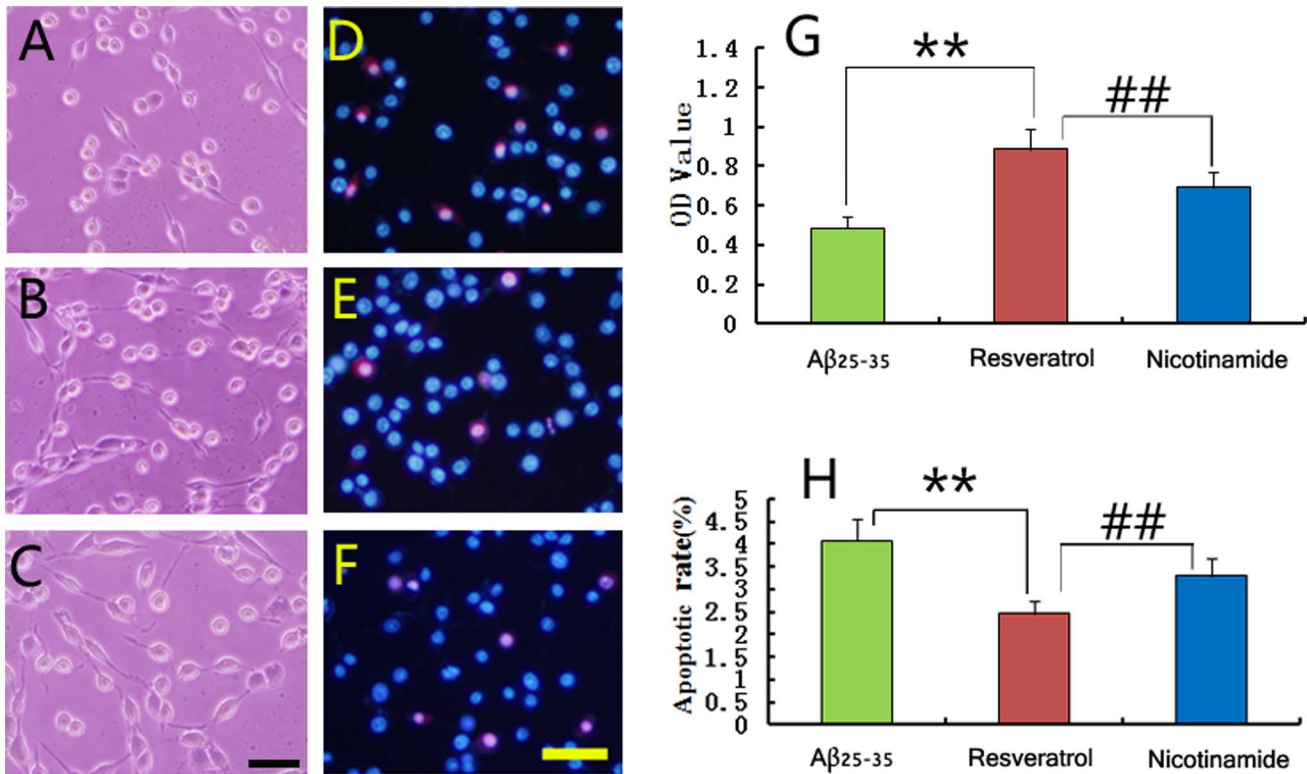 A
D
B
E
C
F
G
**
##
OD Value
1.4
1.2
1
0.8
0.6
0.4
0.2
0
Aβ25-35
Resveratrol
Nicotinamide
H
**
##
Apoptotic rate(%)
5
4.5
4
3.5
3
2.5
2
1.5
1
0.5
0
Aβ25-35
Resveratrol
Nicotinamide